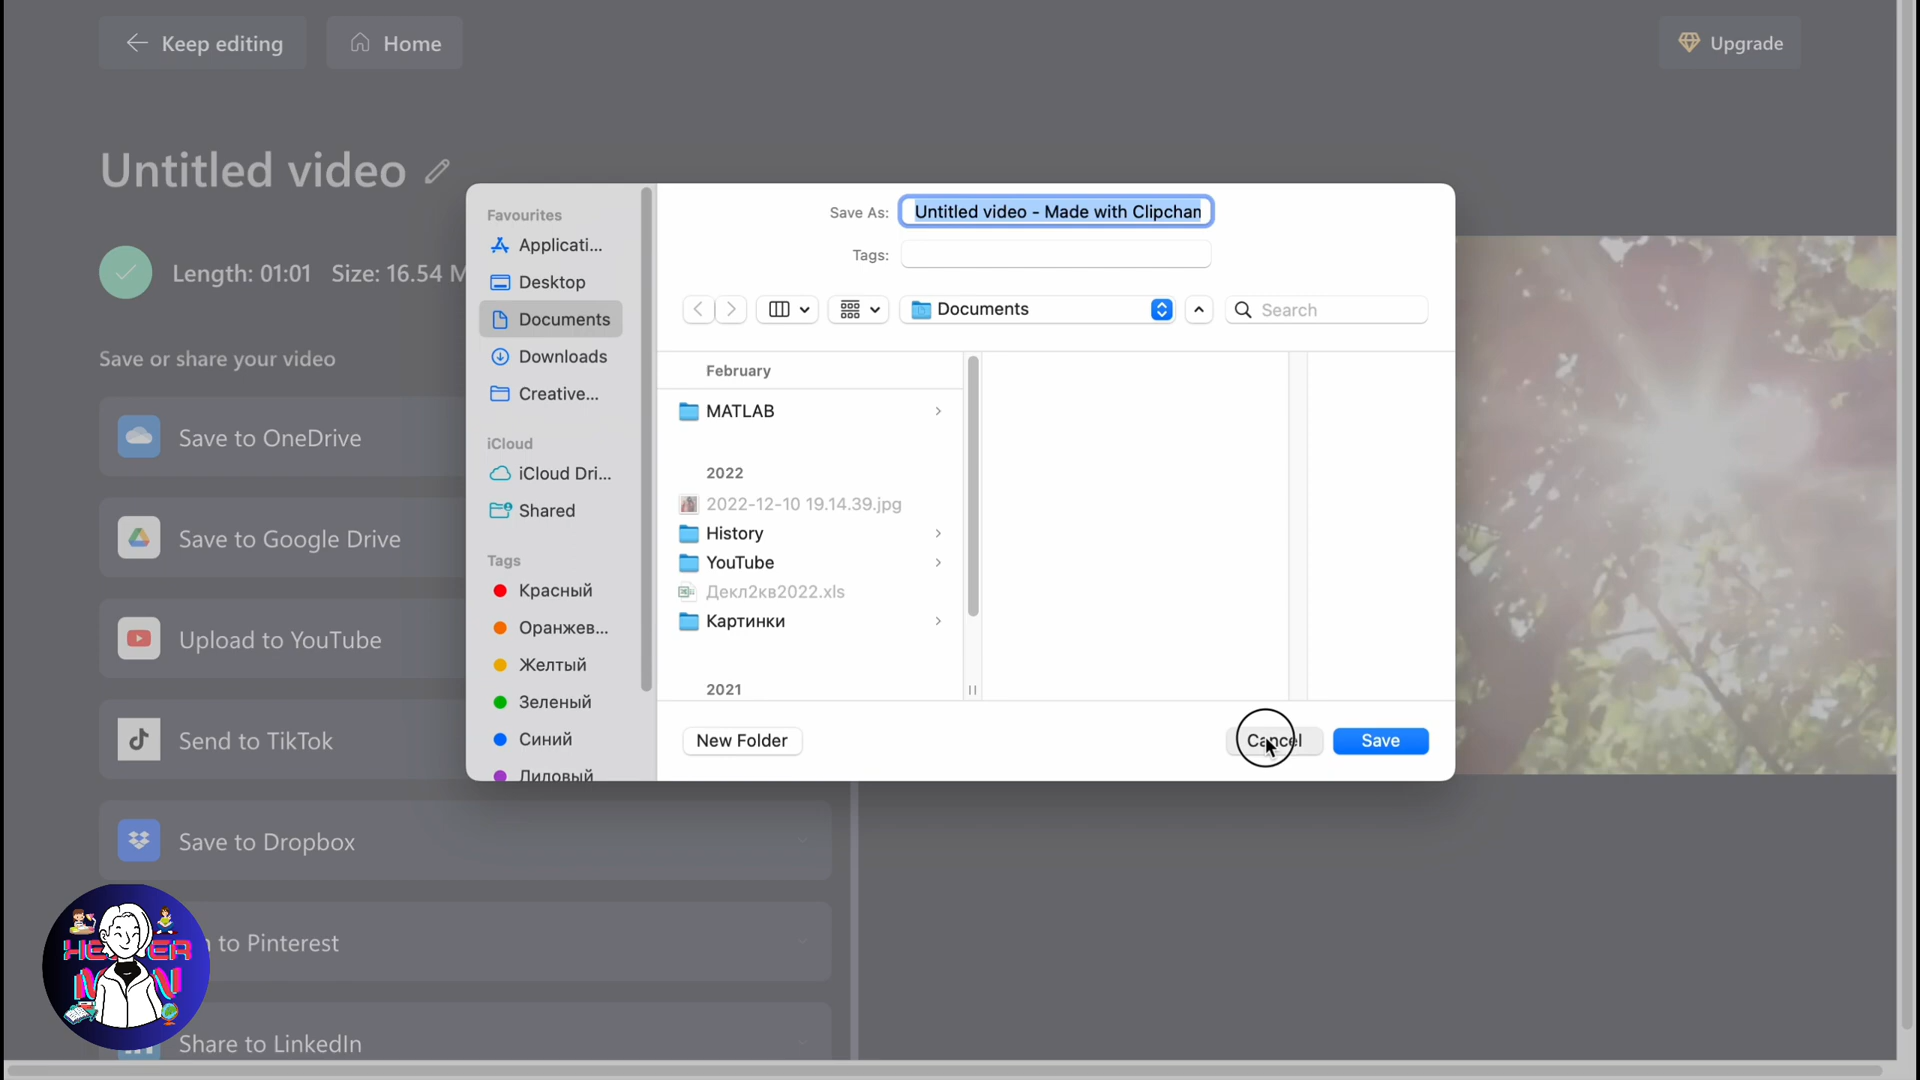 Keep editing
Home
Upgrade
Untitled video
Length: 01:01 Size: 16.54 M
Save or share your video
Save to OneDrive
Save to Google Drive
Upload to YouTube
Send to TikTok
Save to Dropbox
to Pinterest
Share to LinkedIn
Favourites
Applicati...
Desktop
Documents
Downloads
Creative...
iCloud
iCloud Dri...
Shared
Tags
Красный
Оранжев...
Желтый
Зеленый
Синий
Лиловый
Save As: Untitled video - Made with Clipchan
Tags:
Documents
Search
February
MATLAB
2022
2022-12-10 19.14.39.jpg
History
YouTube
Декл2кв2022.xls
Картинки
2021
New Folder
Cancel
Save